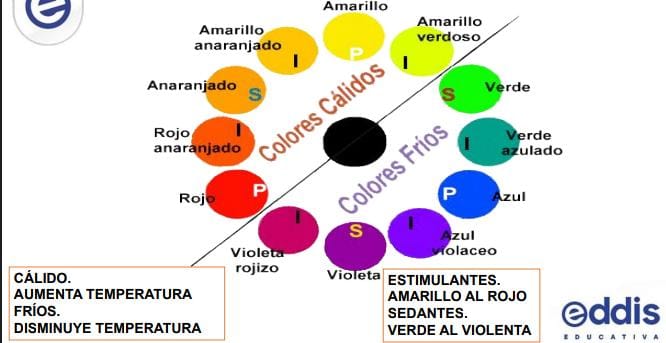 e
Amarillo
Amarillo
anaranjado
Amarillo
verdoso
P
I
I
Anaranjado
S
S
Verde
Colores Cálidos
Rojo
anaranjado
I
I
Verde
azulado
Colores Fríos
Rojo
P
P
Azul
I
S
I
Violeta
rojizo
Violeta
Azul
violaceo
CÁLIDO.
AUMENTA TEMPERATURA
FRÍOS.
DISMINUYE TEMPERATURA
ESTIMULANTES.
AMARILLO AL ROJO
SEDANTES.
VERDE AL VIOLENTA
eddis
EDUCATIVA